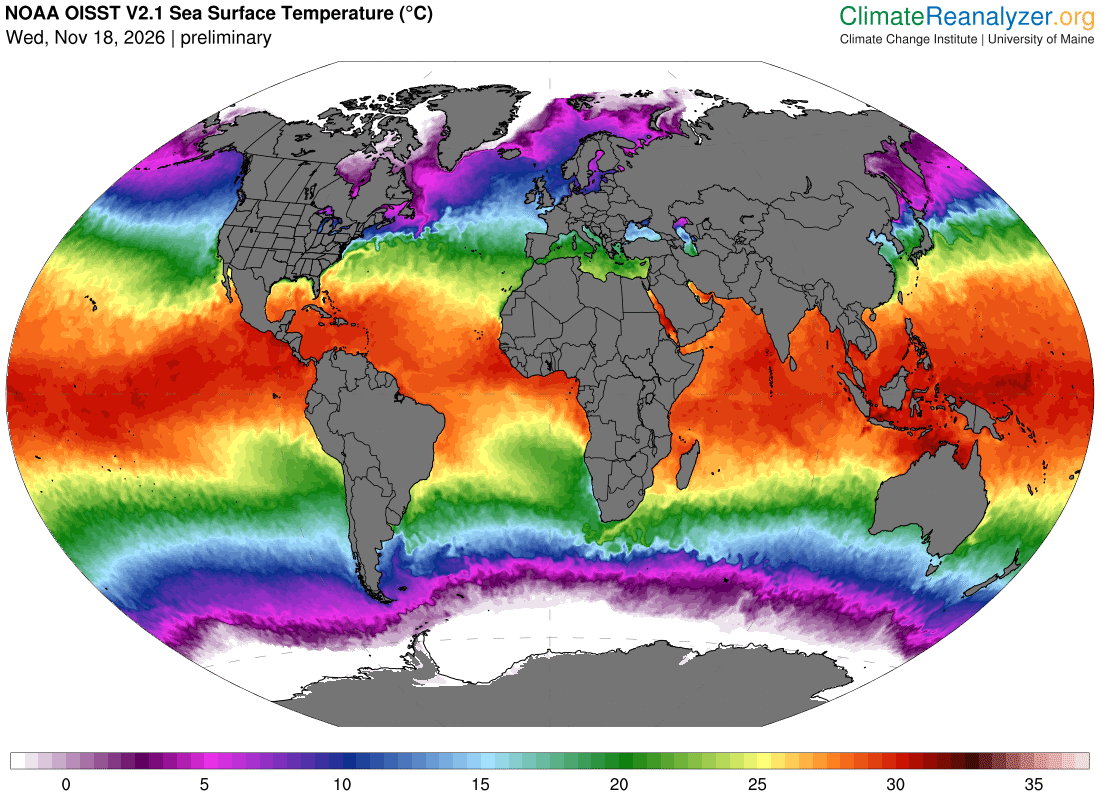 NOAA OISST V2.1 Sea Surface Temperature (°C)
Wed, Nov 18, 2026 | preliminary
ClimateReanalyzer.org
Climate Change Institute | University of Maine
0 5 10 15 20 25 30 35